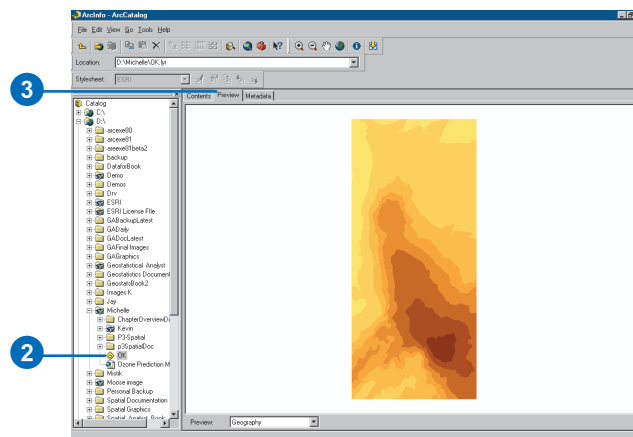 ArcInfo - ArcCatalog
File Edit View Go Tools Help
Location: D:\Michelle\OK.lyr
Stylesheet: ESRI
3
Contents Preview Metadata
Catalog
C:\
D:\
arcexe80
arcexe81
arcexe81beta2
backup
DataforBook
Demo
Demos
Drv
ESRI
ESRI License FIle
GABackupLatest
GADaily
GADocLatest
GAFinal Images
GAGraphics
Geostatistical Analyst
Geostatistics Document
GeostatsBook2
Images K
Jay
Michelle
ChapterOverviewDi
Kevin
P3-Spatial
p3SpatialDoc
2
OK
Ozone Prediction M
Mistik
Moose image
Personal Backup
Spatial Documentation
Spatial Graphics
Spatial Analyst Book
Preview: Geography